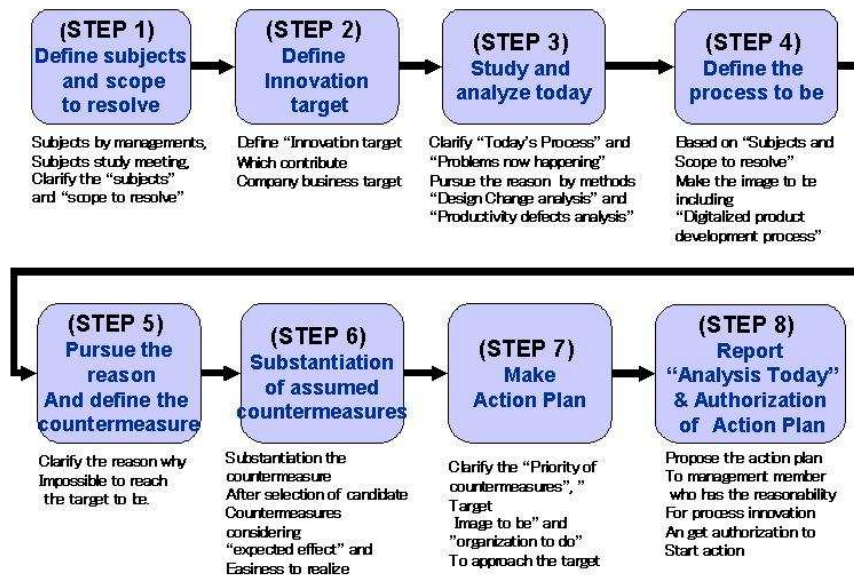 (STEP 1)
Define subjects
and scope
to resolve
Subjects by managements,
Subjects study meeting,
Clarify the “subjects”
and “scope to resolve”
(STEP 2)
Define
Innovation
target
Define “Innovation target
Which contribute
Company business target
(STEP 3)
Study and
analyze today
Clarify “Today’s Process” and
“Problems now happening”
Pursue the reason by methods
“Design Change analysis” and
“Productivity defects analysis”
(STEP 4)
Define the
process to be
Based on “Subjects and
Scope to resolve”
Make the image to be
including
“Digitalized product
development process”
(STEP 5)
Pursue the
reason
And define the
countermeasure
Clarify the reason why
Impossible to reach
the target to be.
(STEP 6)
Substantiation
of assumed
countermeasures
Substantiation the
countermeasure
After selection of candidate
Countermeasures
considering
“expected effect” and
Easiness to realize
(STEP 7)
Make
Action Plan
Clarify the “Priority of
countermeasures”, ”
Target
Image to be” and
”organization to do”
To approach the target
(STEP 8)
Report
“Analysis Today”
& Authorization
of Action Plan
Propose the action plan
To management member
who has the reasonability
For process innovation
An get authorization to
Start action